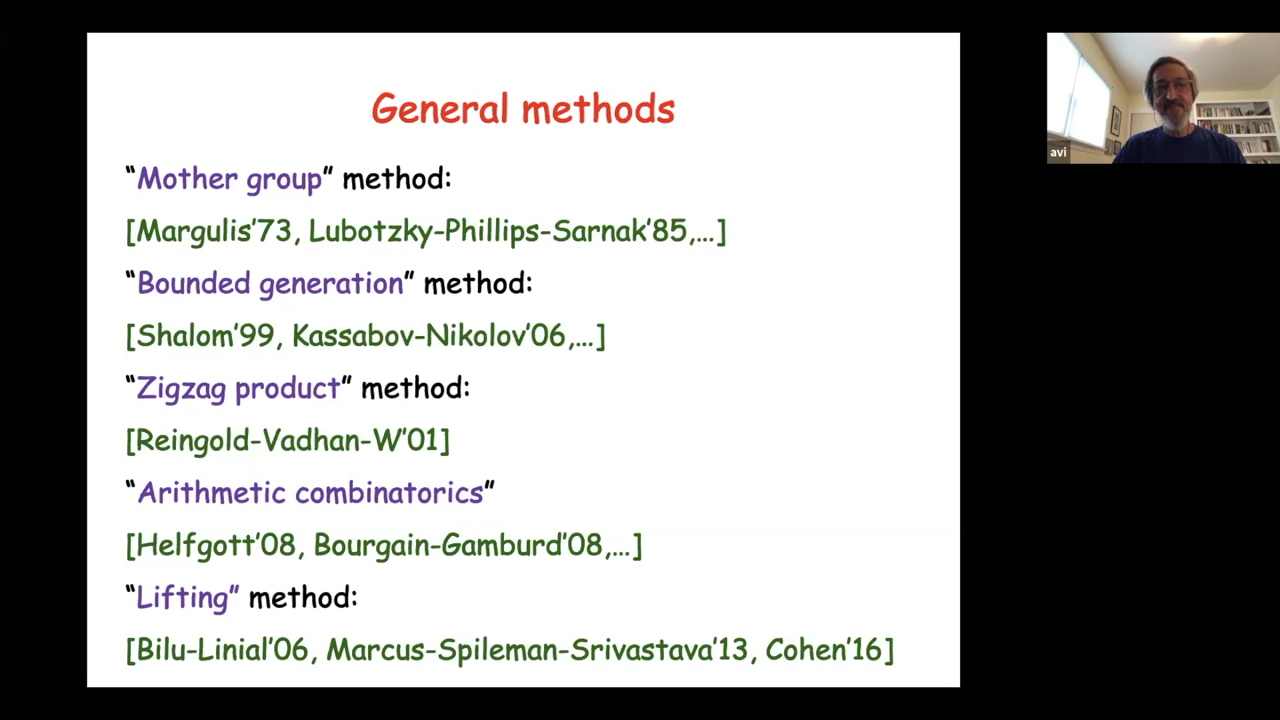 General methods
“Mother group” method:
[Margulis’73, Lubotzky-Phillips-Sarnak’85,…]
“Bounded generation” method:
[Shalom’99, Kassabov-Nikolov’06,…]
“Zigzag product” method:
[Reingold-Vadhan-W’01]
“Arithmetic combinatorics”
[Helfgott’08, Bourgain-Gamburd’08,…]
“Lifting” method:
[Bilu-Linial’06, Marcus-Spileman-Srivastava’13, Cohen’16]
avi